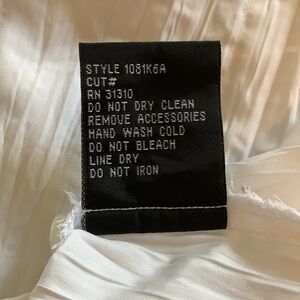 STYLE 1081K6A
CUT#
RN 31310
DO NOT DRY CLEAN
REMOVE ACCESSORIES
HAND WASH COLD
DO NOT BLEACH
LINE DRY
DO NOT IRON